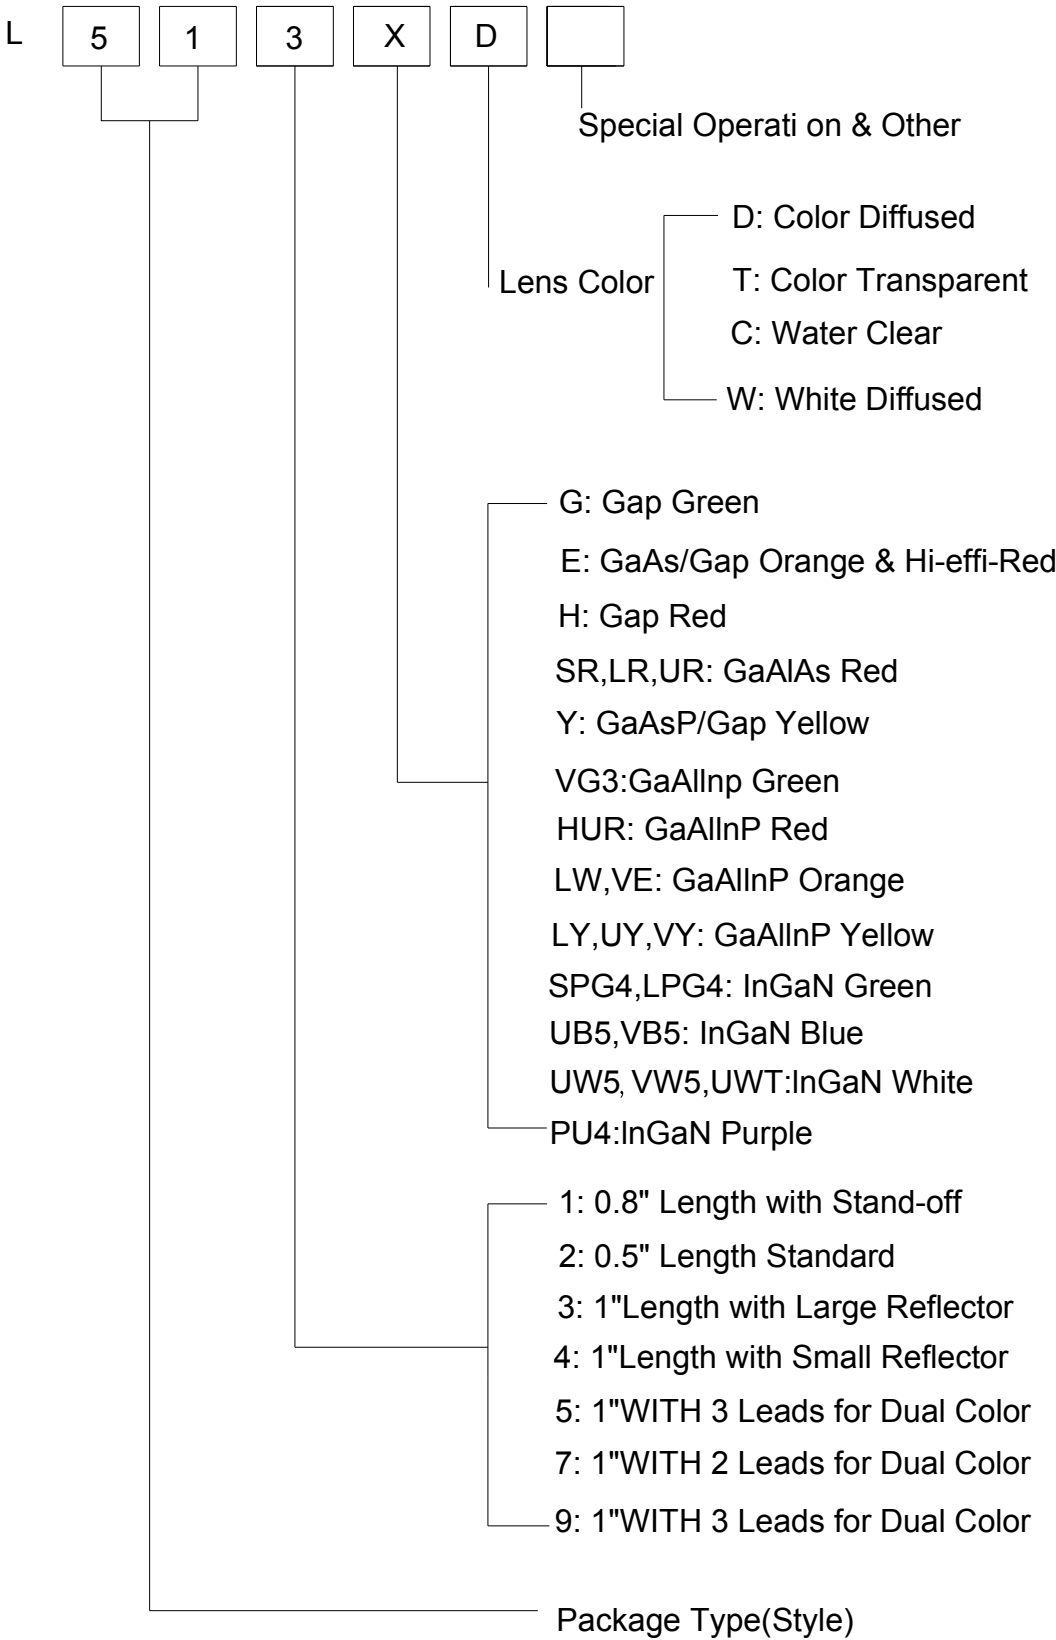 L 5 1 3 X D
Special Operati on & Other
D: Color Diffused
Lens Color
T: Color Transparent
C: Water Clear
W: White Diffused
G: Gap Green
E: GaAs/Gap Orange & Hi-effi-Red
H: Gap Red
SR,LR,UR: GaAlAs Red
Y: GaAsP/Gap Yellow
VG3:GaAlInp Green
HUR: GaAlInP Red
LW,VE: GaAlInP Orange
LY,UY,VY: GaAlInP Yellow
SPG4,LPG4: InGaN Green
UB5,VB5: InGaN Blue
UW5, VW5,UWT:InGaN White
PU4:InGaN Purple
1: 0.8" Length with Stand-off
2: 0.5" Length Standard
3: 1"Length with Large Reflector
4: 1"Length with Small Reflector
5: 1"WITH 3 Leads for Dual Color
7: 1"WITH 2 Leads for Dual Color
9: 1"WITH 3 Leads for Dual Color
Package Type(Style)